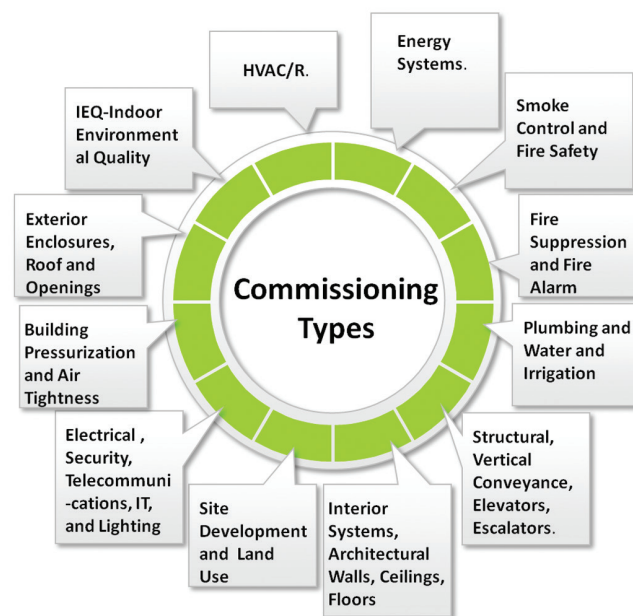 HVAC/R.
Energy
Systems.
Smoke
Control and
Fire Safety
Fire
Suppression
and Fire
Alarm
Plumbing and
Water and
Irrigation
Structural,
Vertical
Conveyance,
Elevators,
Escalators.
Interior
Systems,
Architectural
Walls, Ceilings,
Floors
Site
Development
and Land
Use
Electrical ,
Security,
Telecommuni
-cations, IT,
and Lighting
Building
Pressurization
and Air
Tightness
Exterior
Enclosures,
Roof and
Openings
IEQ-Indoor
Environment
al Quality
Commissioning
Types